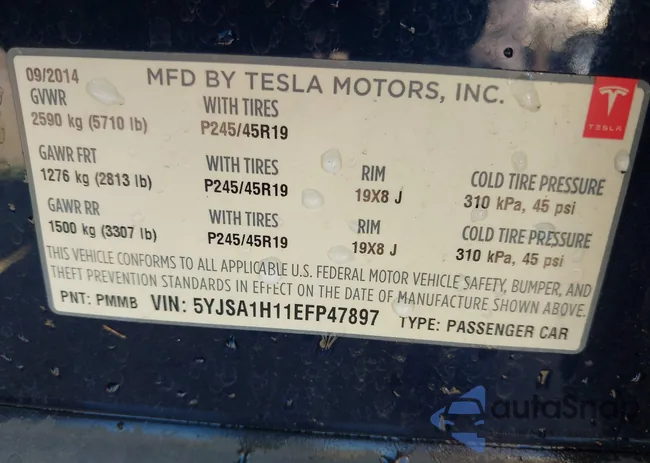 09/2014 MFD BY TESLA MOTORS, INC.
GVWR WITH TIRES
2590 kg (5710 lb) P245/45R19
TESLA
GAWR FRT WITH TIRES RIM COLD TIRE PRESSURE
1276 kg (2813 lb) P245/45R19 19X8 J 310 kPa, 45 psi
GAWR RR WITH TIRES RIM COLD TIRE PRESSURE
1500 kg (3307 lb) P245/45R19 19X8 J 310 kPa, 45 psi
THIS VEHICLE CONFORMS TO ALL APPLICABLE U.S. FEDERAL MOTOR VEHICLE SAFETY, BUMPER, AND
THEFT PREVENTION STANDARDS IN EFFECT ON THE DATE OF MANUFACTURE SHOWN ABOVE.
PNT: PMMB VIN: 5YJSA1H11EFP47897 TYPE: PASSENGER CAR
autoSnap